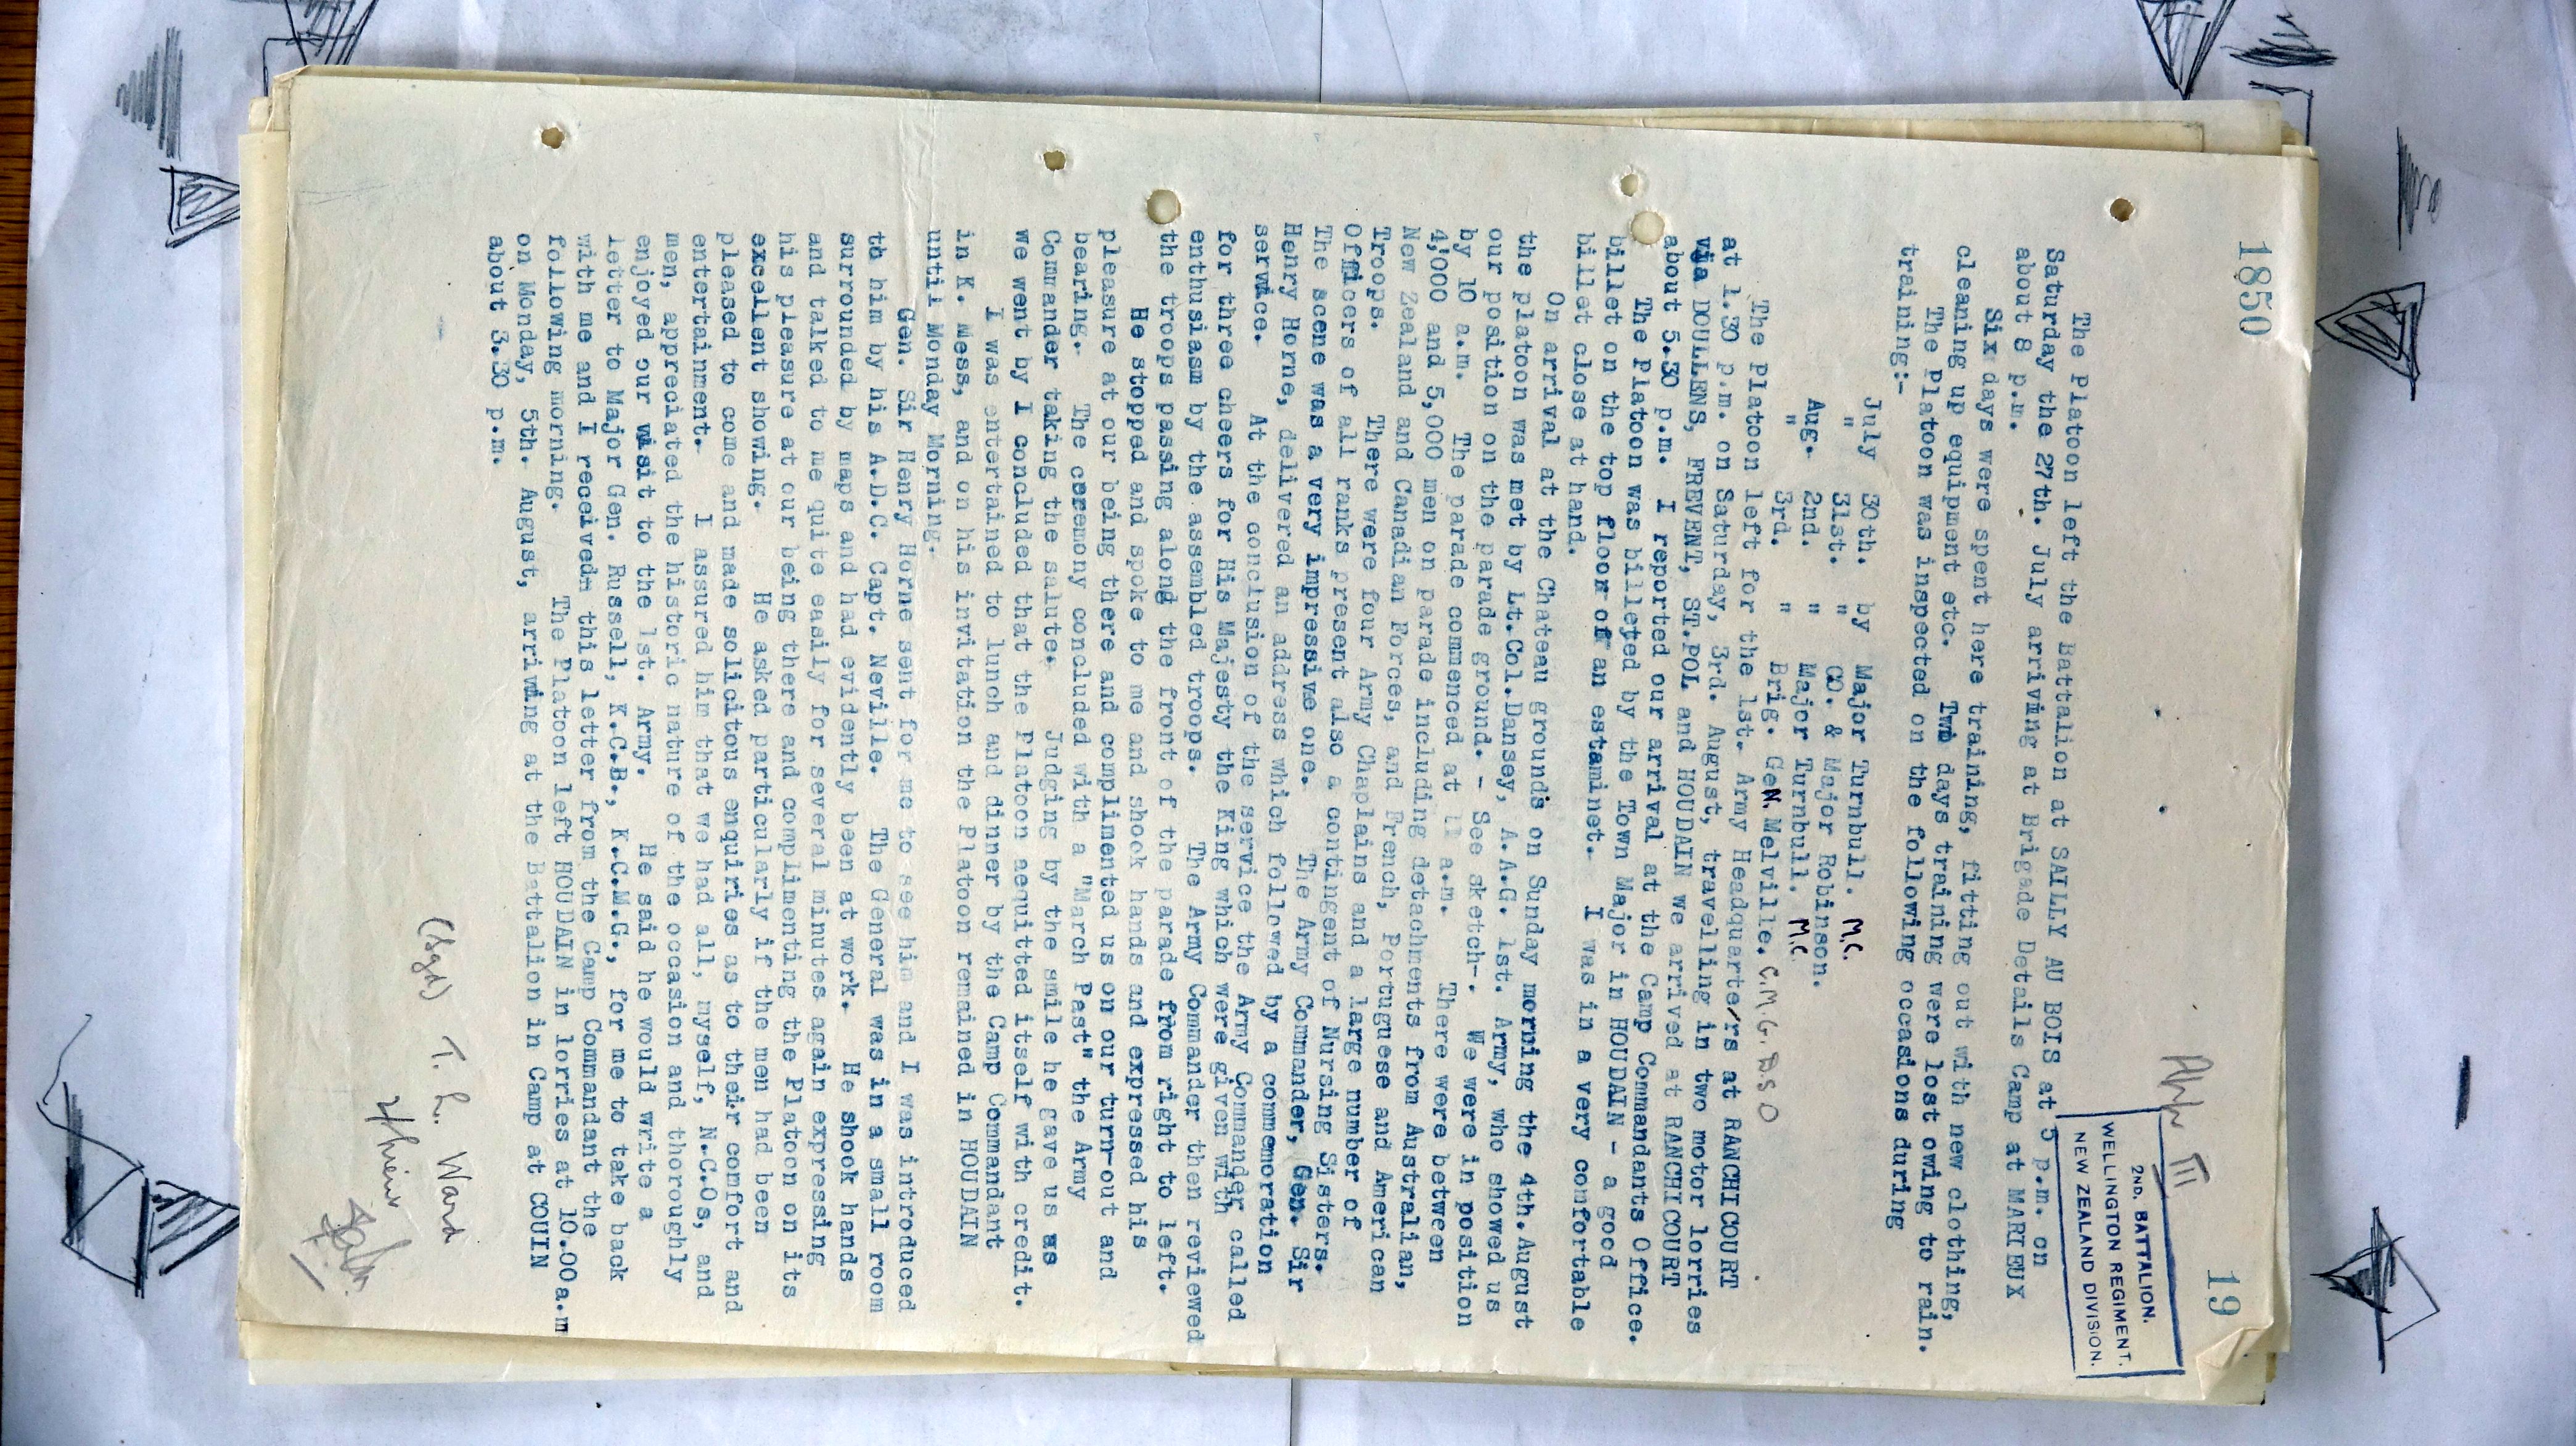 1850
19
App III
2ND. BATTALION.
WELLINGTON REGIMENT.
NEW ZEALAND DIVISION.
The Platoon left the Battalion at SAILLY AU BOIS at 5 p.m. on
Saturday the 27th. July arriving at Brigade Details Camp at MARIEUX
about 8 p.m.
Six days were spent here training, fitting out with new clothing,
cleaning up equipment etc. Two days training were lost owing to rain.
The Platoon was inspected on the following occasions during
training:-
July 30th. by Major Turnbull. M.C.
" 31st. " CO. & Major Robinson.
Aug. 2nd. " Major Turnbull. M.C.
" 3rd. " Brig. GeN. Melville. C.M.G. D.S.O
The Platoon left for the 1st. Army Headquarte/rs at RANCHICOURT
at 1.30 p.m. on Saturday, 3rd. August, travelling in two motor lorries
via DOULLENS, FREVENT, ST.POL and HOUDAIN we arrived at RANCHICOURT
about 5.30 p.m. I reported our arrival at the Camp Commandants Office.
The Platoon was billeted by the Town Major in HOUDAIN - a good
billet on the top floor of an estaminet. I was in a very comfortable
billet close at hand.
On arrival at the Chateau grounds on Sunday morning the 4th. August
the platoon was met by Lt.Col.Dansey, A.A.G. 1st. Army, who showed us
our position on the parade ground. - See sketch-. We were in position
by 10 a.m. The parade commenced at 11 a.m. There were between
4,000 and 5,000 men on parade including detachments from Australian,
New Zealand and Canadian Forces, and French, Portuguese and American
Troops. There were four Army Chaplains and a large number of
Officers of all ranks present also a contingent of Nursing Sisters.
The scene was a very impressive one. The Army Commander, Gen. Sir
Henry Horne, delivered an address which followed by a commemoration
service. At the conclusion of the service the Army Commander called
for three cheers for His Majesty the King which were given with
enthusiasm by the assembled troops. The Army Commander then reviewed
the troops passing along the front of the parade from right to left.
He stopped and spoke to me and shook hands and expressed his
pleasure at our being there and complimented us on our turn-out and
bearing. The ceremony concluded with a "March Past" the Army
Commander taking the salute. Judging by the smile he gave us as
we went by I concluded that the Platoon aequitted itself with credit.
I was entertained to lunch and dinner by the Camp Commandant
in K. Mess, and on his invitation the Platoon remained in HOUDAIN
until Monday Morning.
Gen. Sir Henry Horne sent for me to see him and I was introduced
to him by his A.D.C. Capt. Neville. The General was in a small room
surrounded by maps and had evidently been at work. He shook hands
and talked to me quite easily for several minutes again expressing
his pleasure at our being there and complimenting the Platoon on its
excellent showing. He asked particularly if the men had been
pleased to come and made solicitous enquiries as to their comfort and
entertainment. I assured him that we had all, myself, N.C.Os, and
men, appreciated the historic nature of the occasion and thoroughly
enjoyed our visit to the 1st. Army. He said he would write a
letter to Major Gen. Russell, K.C.B., K.C.M.G., for me to take back
with me and I received this letter from the Camp Commandant the
following morning. The Platoon left HOUDAIN in lorries at 10.00a.m
on Monday, 5th. August, arriving at the Battalion in Camp at COUIN
about 3.30 p.m.
(Sgd) T. L. Ward